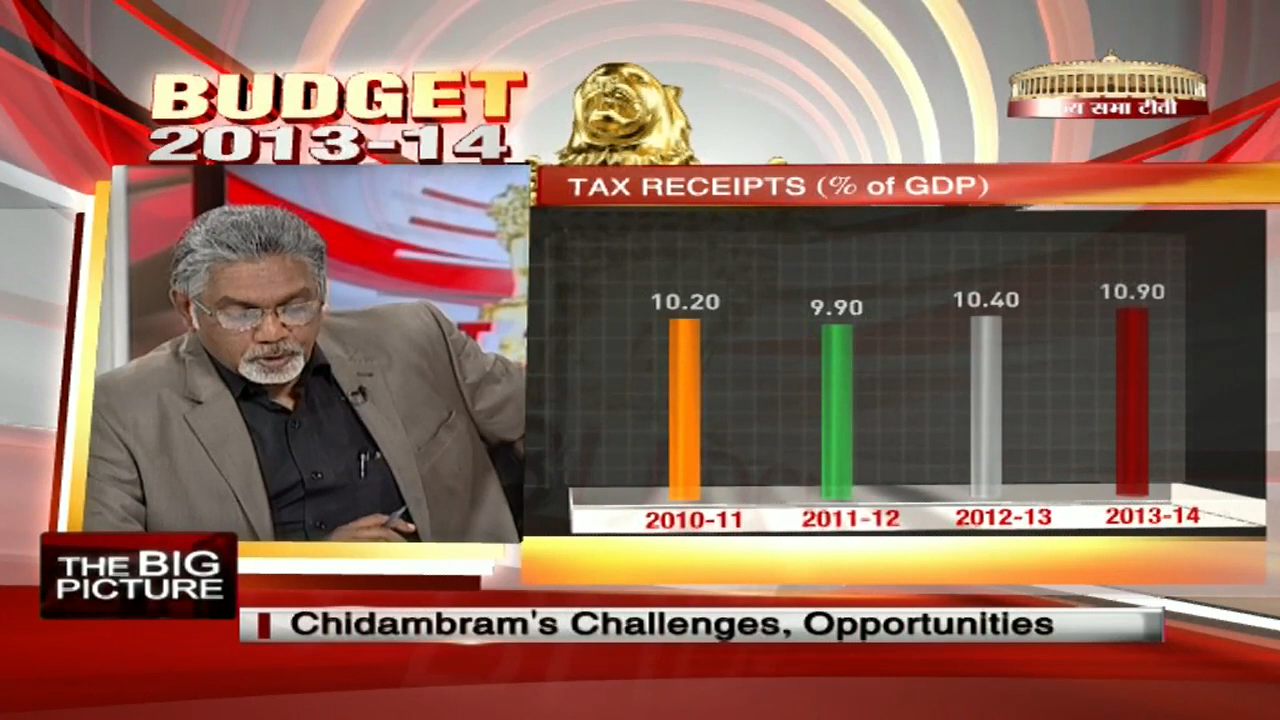 BUDGET
2013-14
सभा टीवी
TAX RECEIPTS (% of GDP)
10.20
9.90
10.40
10.90
2010-11
2011-12
2012-13
2013-14
THE BIG
PICTURE
Chidambram's Challenges, Opportunities